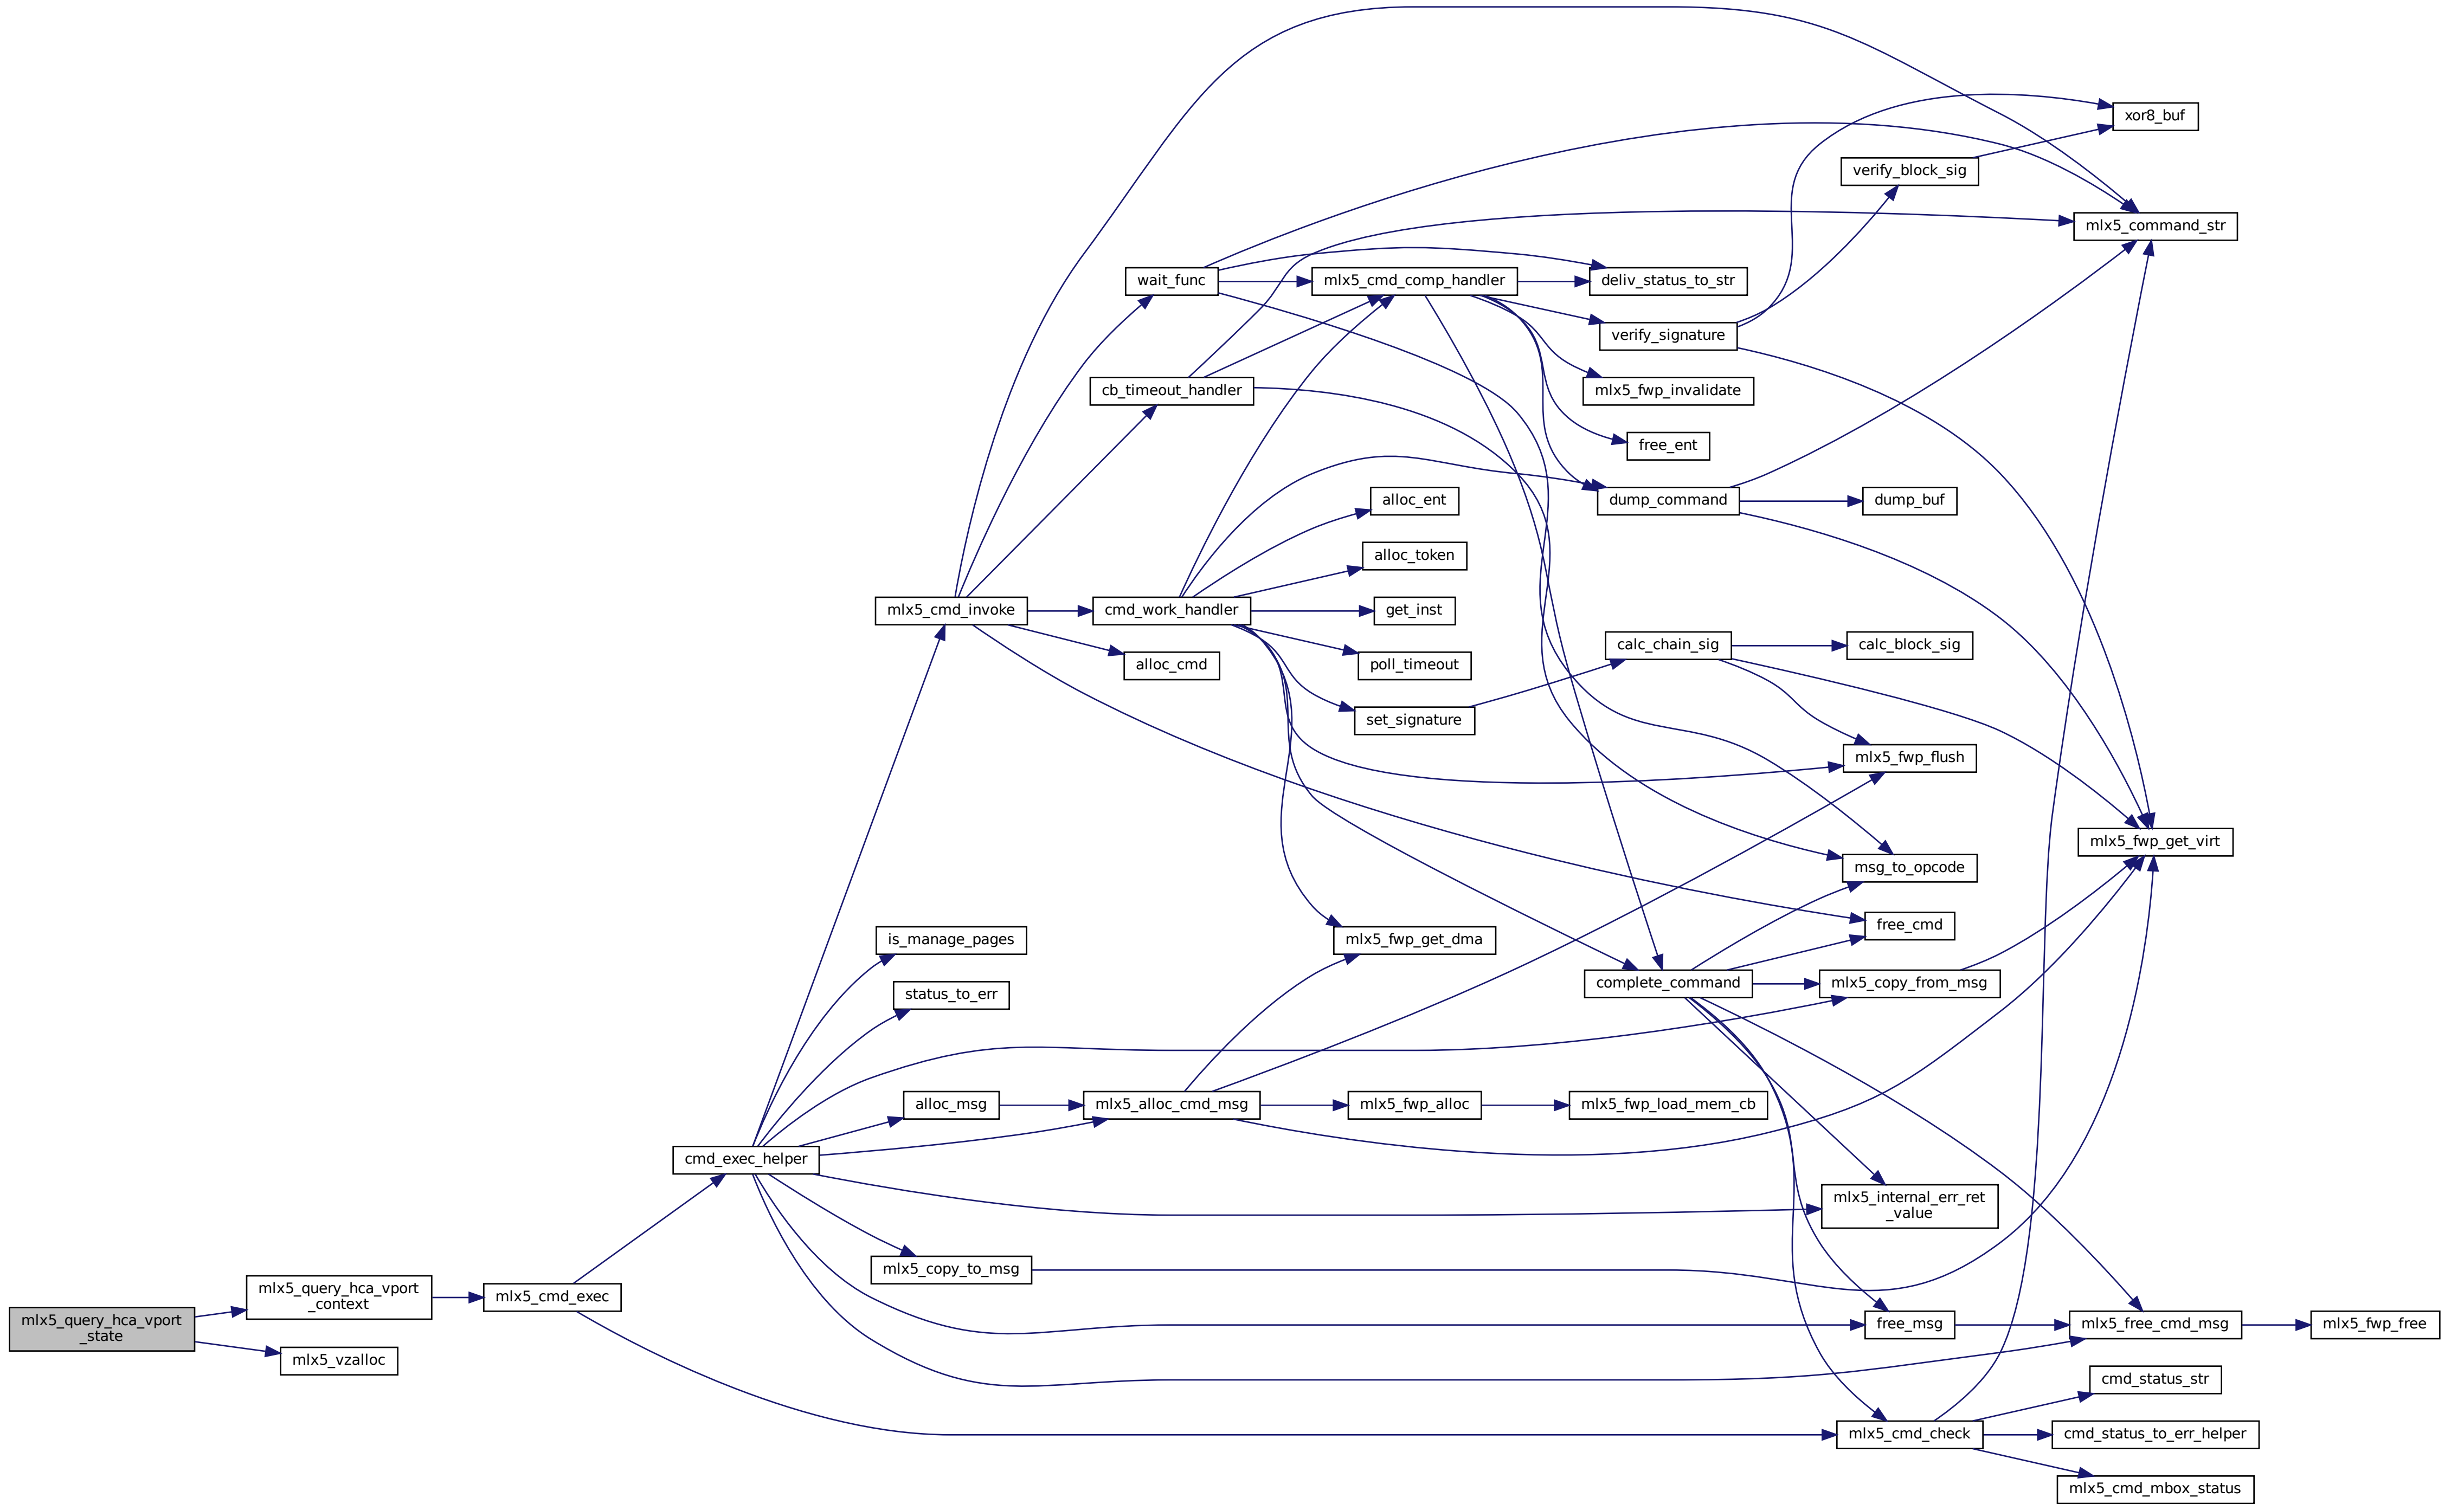 mlx5_query_hca_vport
_state
mlx5_query_hca_vport
_context
mlx5_vzalloc
mlx5_cmd_exec
cmd_exec_helper
mlx5_cmd_invoke
is_manage_pages
status_to_err
alloc_msg
mlx5_copy_to_msg
wait_func
cb_timeout_handler
cmd_work_handler
alloc_cmd
mlx5_alloc_cmd_msg
mlx5_cmd_comp_handler
alloc_ent
alloc_token
get_inst
poll_timeout
set_signature
mlx5_fwp_get_dma
mlx5_fwp_alloc
deliv_status_to_str
verify_signature
mlx5_fwp_invalidate
free_ent
dump_command
calc_chain_sig
complete_command
mlx5_fwp_load_mem_cb
verify_block_sig
dump_buf
calc_block_sig
mlx5_fwp_flush
msg_to_opcode
free_cmd
mlx5_copy_from_msg
mlx5_internal_err_ret
_value
free_msg
mlx5_cmd_check
xor8_buf
mlx5_command_str
mlx5_fwp_get_virt
mlx5_free_cmd_msg
cmd_status_str
cmd_status_to_err_helper
mlx5_cmd_mbox_status
mlx5_fwp_free